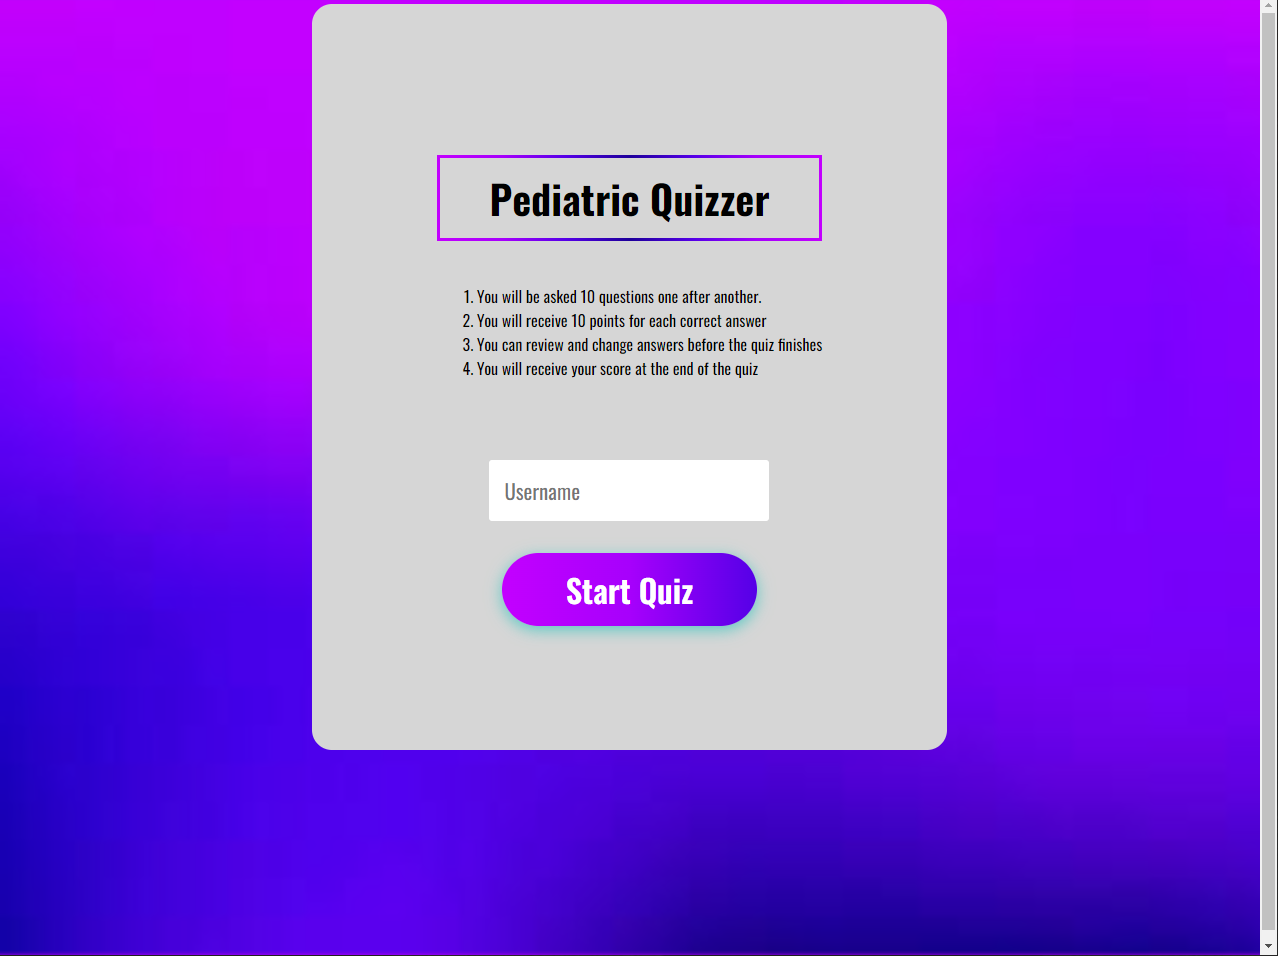 Pediatric Quizzer
1. You will be asked 10 questions one after another.
2. You will receive 10 points for each correct answer
3. You can review and change answers before the quiz finishes
4. You will receive your score at the end of the quiz
Username
Start Quiz